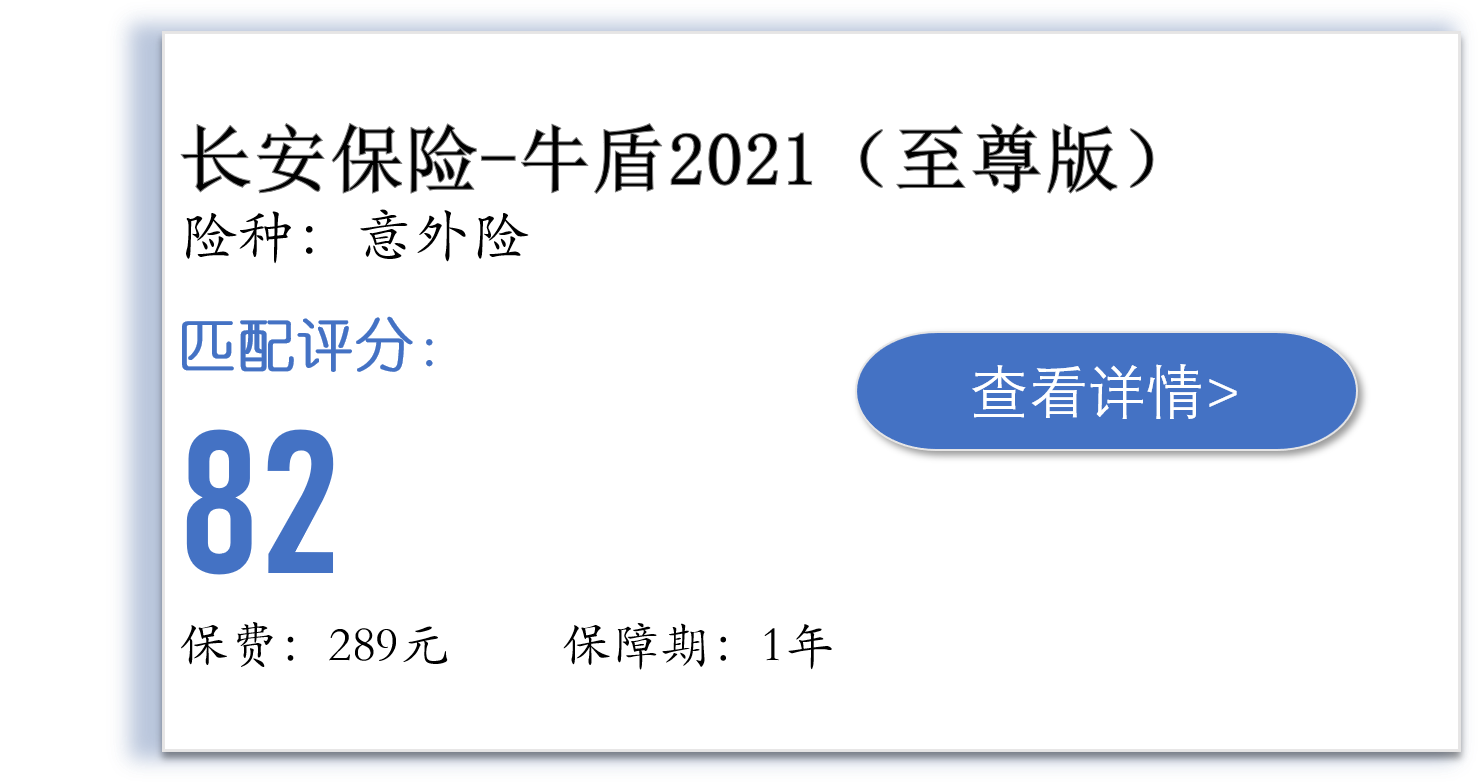 长安保险-牛盾2021（至尊版）
险种：意外险
匹配评分：
查看详情>
82
保费：289元 保障期：1年